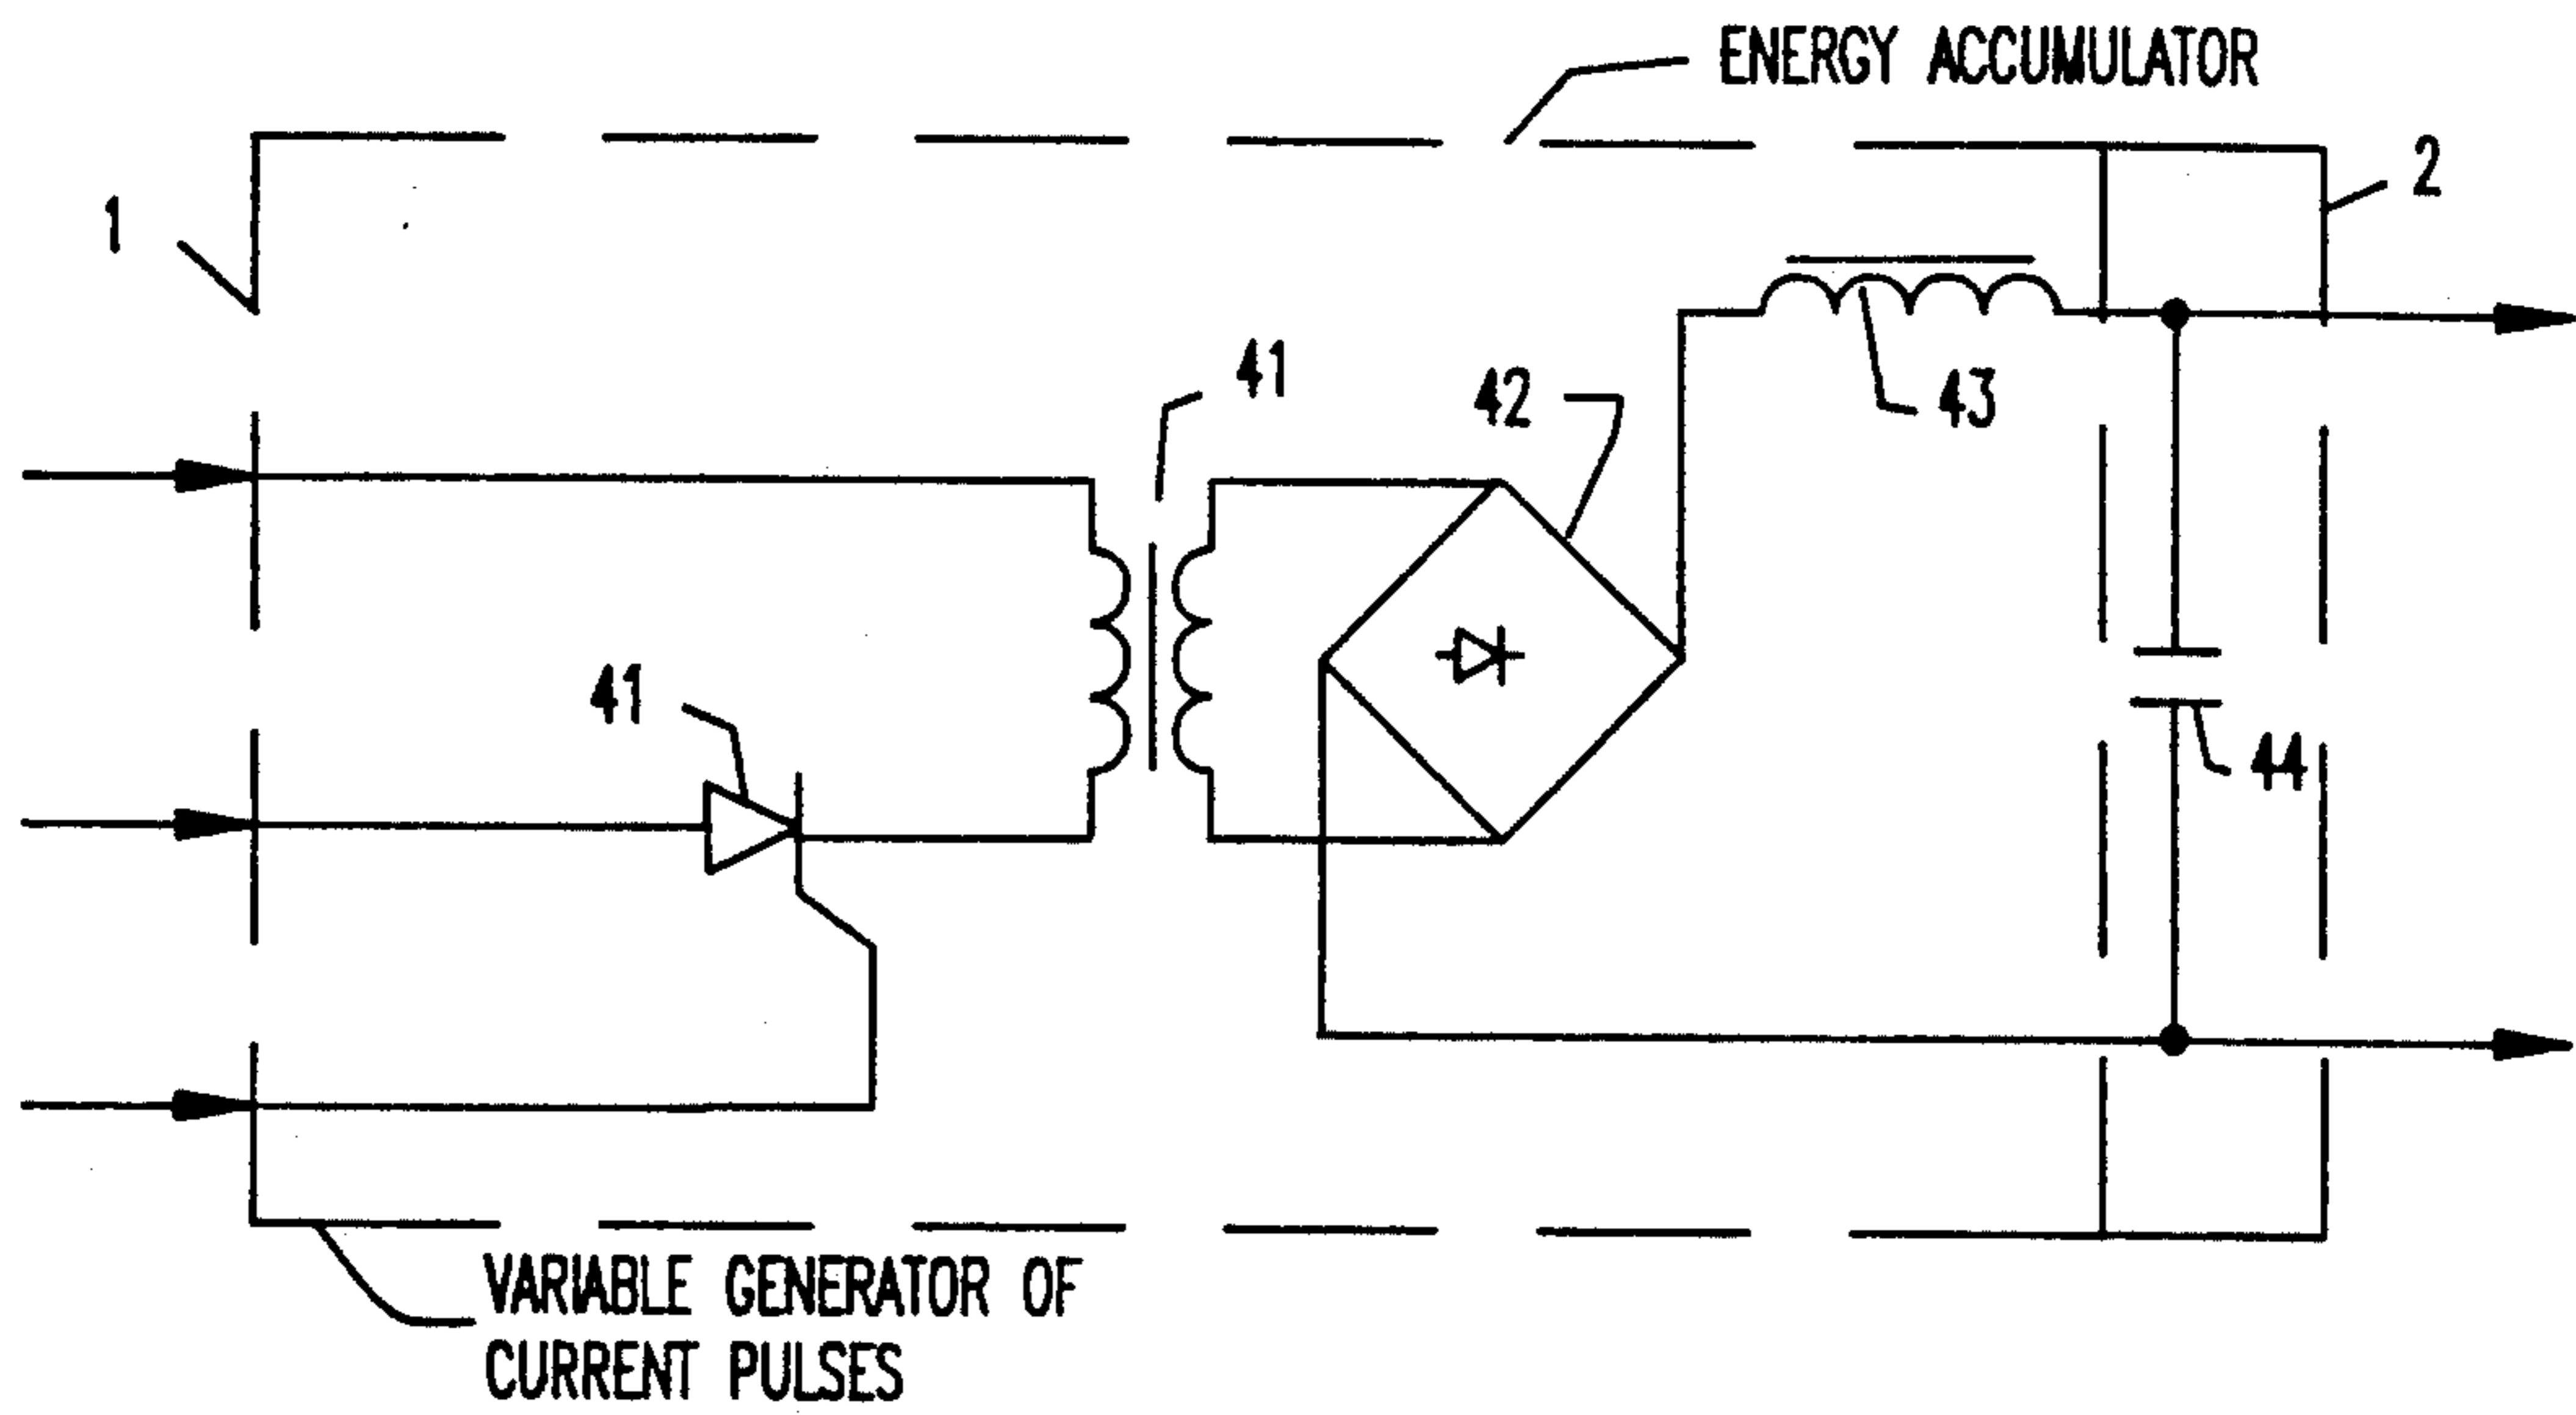 ENERGY ACCUMULATOR
2
1
41
42
43
41
44
VARIABLE GENERATOR OF
CURRENT PULSES